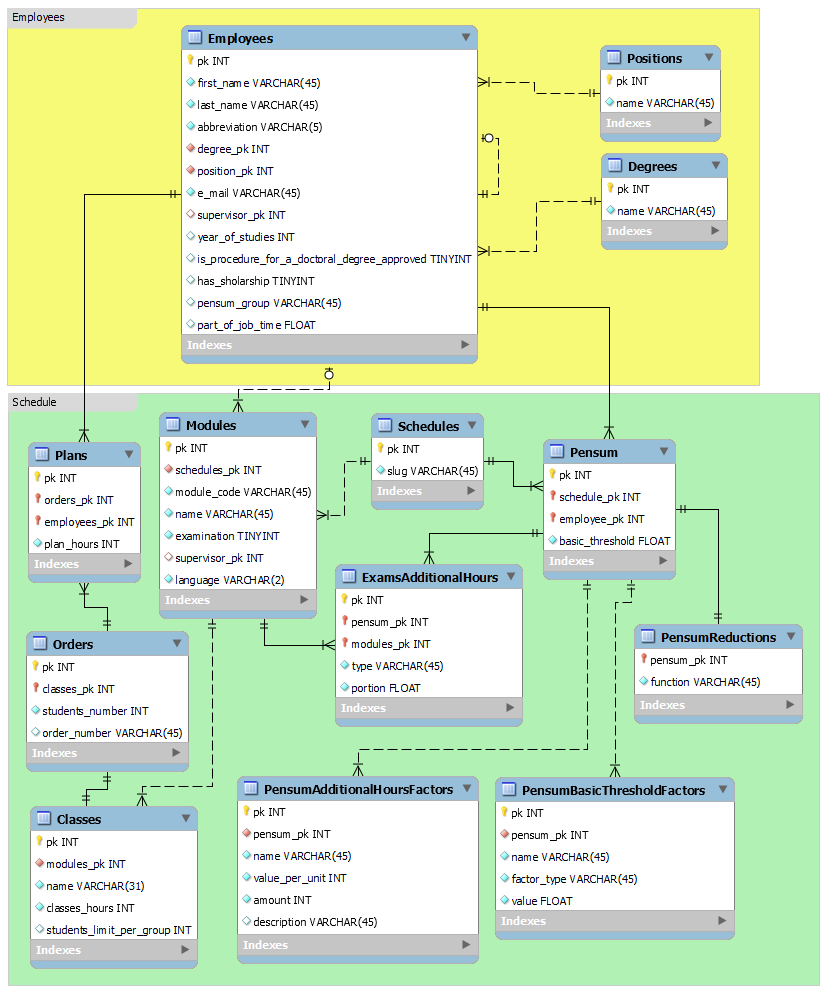 Employees
Employees
pk INT
first_name VARCHAR(45)
last_name VARCHAR(45)
abbreviation VARCHAR(5)
degree_pk INT
position_pk INT
e_mail VARCHAR(45)
supervisor_pk INT
year_of_studies INT
is_procedure_for_a_doctoral_degree_approved TINYINT
has_sholarship TINYINT
pensum_group VARCHAR(45)
part_of_job_time FLOAT
Indexes
Positions
pk INT
name VARCHAR(45)
Indexes
Degrees
pk INT
name VARCHAR(45)
Indexes
Schedule
Plans
pk INT
orders_pk INT
employees_pk INT
plan_hours INT
Indexes
Modules
pk INT
schedules_pk INT
module_code VARCHAR(45)
name VARCHAR(45)
examination TINYINT
supervisor_pk INT
language VARCHAR(2)
Indexes
Schedules
pk INT
slug VARCHAR(45)
Indexes
Pensum
pk INT
schedule_pk INT
employee_pk INT
basic_threshold FLOAT
Indexes
ExamsAdditionalHours
pk INT
pensum_pk INT
modules_pk INT
type VARCHAR(45)
portion FLOAT
Indexes
PensumReductions
pensum_pk INT
function VARCHAR(45)
Indexes
Orders
pk INT
classes_pk INT
students_number INT
order_number VARCHAR(45)
Indexes
Classes
pk INT
modules_pk INT
name VARCHAR(31)
classes_hours INT
students_limit_per_group INT
Indexes
PensumAdditionalHoursFactors
pk INT
pensum_pk INT
name VARCHAR(45)
value_per_unit INT
amount INT
description VARCHAR(45)
Indexes
PensumBasicThresholdFactors
pk INT
pensum_pk INT
name VARCHAR(45)
factor_type VARCHAR(45)
value FLOAT
Indexes